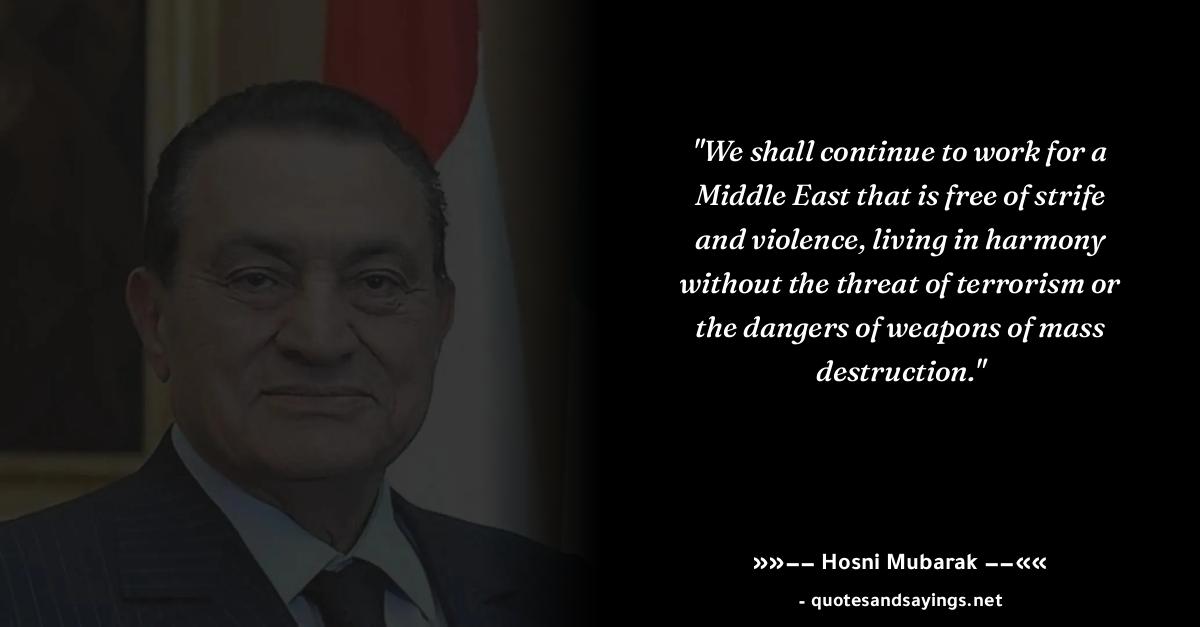 "We shall continue to work for a
Middle East that is free of strife
and violence, living in harmony
without the threat of terrorism or
the dangers of weapons of mass
destruction."
»»−− Hosni Mubarak −−««
- quotesandsayings.net